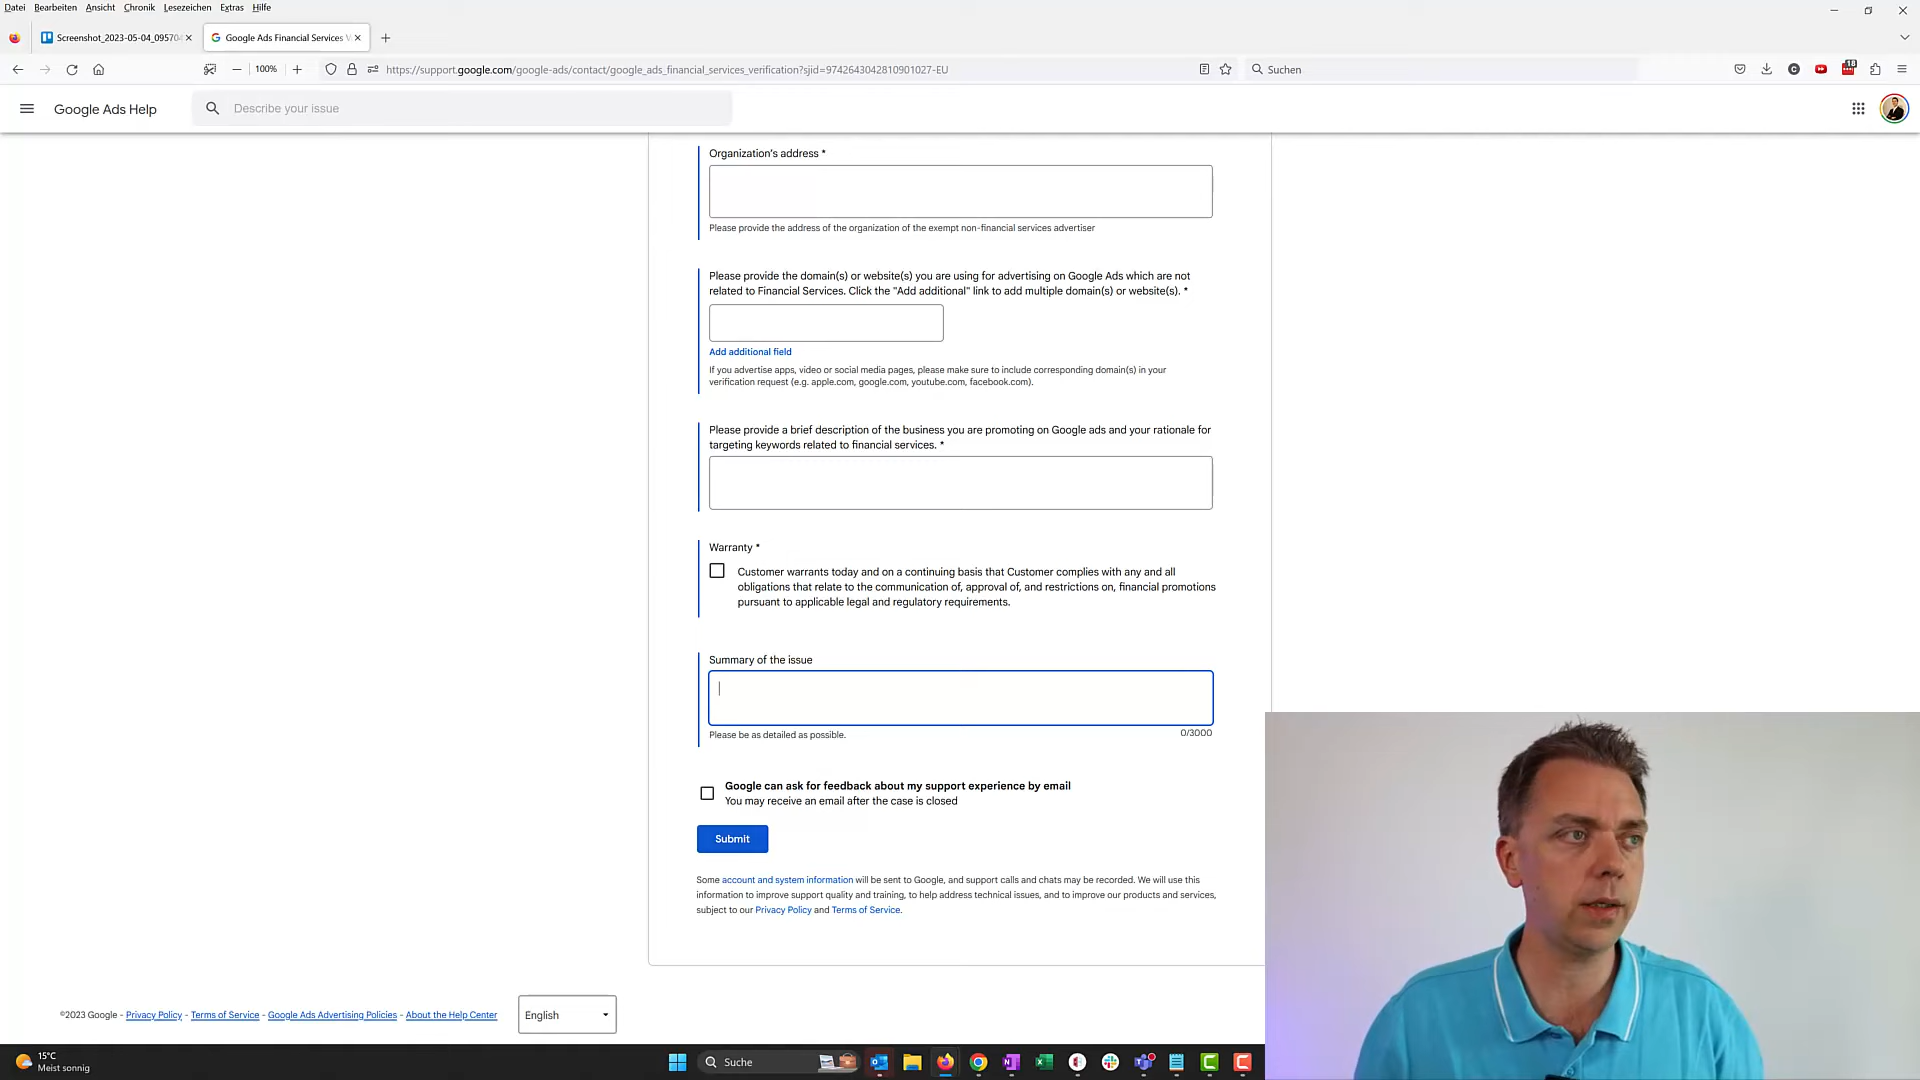 Datei Bearbeiten Ansicht Chronik Lesezeichen Extras Hilfe
Screenshot_2023-05-04_09570
Google Ads Financial Services V
100%
https://support.google.com/google-ads/contact/google_ads_financial_services_verification?sjid=9742643042810901027-EU
Suchen
18
Google Ads Help
Describe your issue
Organization's address *
Please provide the address of the organization of the exempt non-financial services advertiser
Please provide the domain(s) or website(s) you are using for advertising on Google Ads which are not
related to Financial Services. Click the "Add additional" link to add multiple domain(s) or website(s). *
Add additional field
If you advertise apps, video or social media pages, please make sure to include corresponding domain(s) in your
verification request (e.g. apple.com, google.com, youtube.com, facebook.com).
Please provide a brief description of the business you are promoting on Google ads and your rationale for
targeting keywords related to financial services. *
Warranty *
Customer warrants today and on a continuing basis that Customer complies with any and all
obligations that relate to the communication of, approval of, and restrictions on, financial promotions
pursuant to applicable legal and regulatory requirements.
Summary of the issue
Please be as detailed as possible.
0/3000
Google can ask for feedback about my support experience by email
You may receive an email after the case is closed
Submit
Some account and system information will be sent to Google, and support calls and chats may be recorded. We will use this
information to improve support quality and training, to help address technical issues, and to improve our products and services,
subject to our Privacy Policy and Terms of Service.
©2023 Google - Privacy Policy - Terms of Service - Google Ads Advertising Policies - About the Help Center
English
15°C
Meist sonnig
Suche